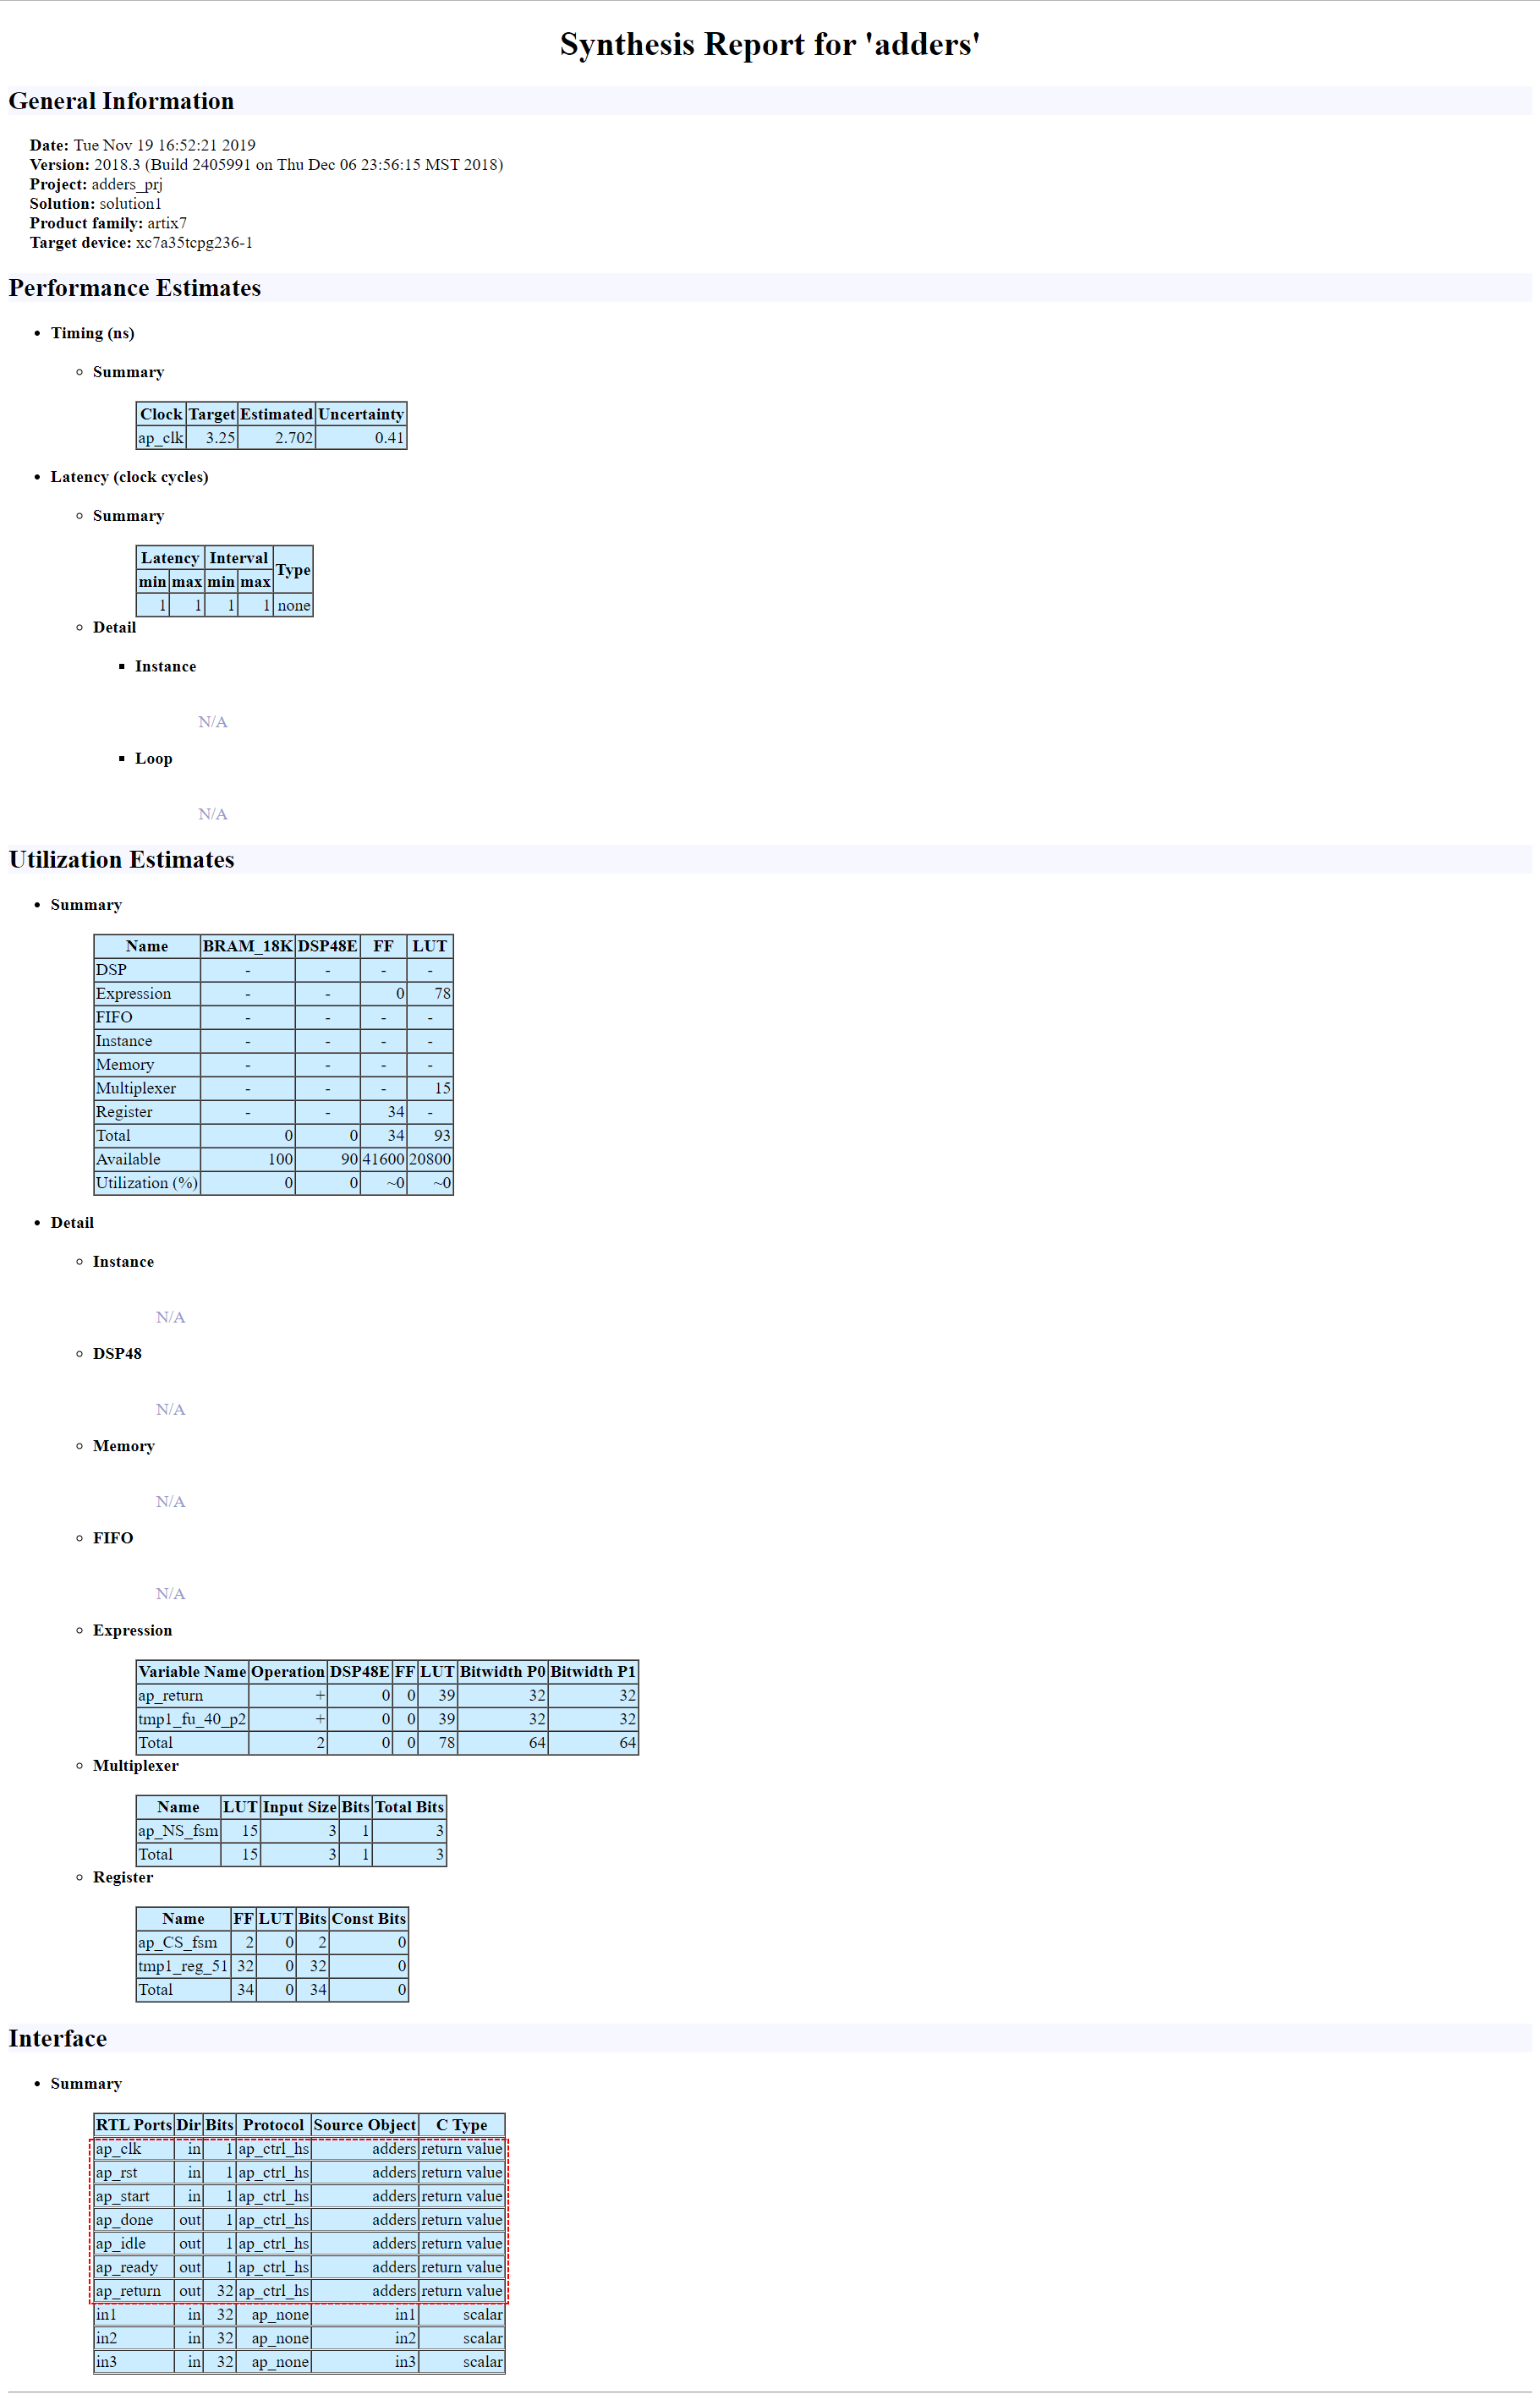 Synthesis Report for 'adders'
General Information
Date: Tue Nov 19 16:52:21 2019
Version: 2018.3 (Build 2405991 on Thu Dec 06 23:56:15 MST 2018)
Project: adders_prj
Solution: solution1
Product family: artix7
Target device: xc7a35tcpg236-1
Performance Estimates
Timing (ns)
Summary
Clock Target Estimated Uncertainty
ap_clk 3.25 2.702 0.41
Latency (clock cycles)
Summary
Latency Interval Type
min max min max
1 1 1 1 none
Detail
Instance
N/A
Loop
N/A
Utilization Estimates
Summary
Name BRAM_18K DSP48E FF LUT
DSP - - - -
Expression - - 0 78
FIFO - - - -
Instance - - - -
Memory - - - -
Multiplexer - - - 15
Register - - 34 -
Total 0 0 34 93
Available 100 90 41600 20800
Utilization (%) 0 0 ~0 ~0
Detail
Instance
N/A
DSP48
N/A
Memory
N/A
FIFO
N/A
Expression
Variable Name Operation DSP48E FF LUT Bitwidth P0 Bitwidth P1
ap_return + 0 0 39 32 32
tmp1_fu_40_p2 + 0 0 39 32 32
Total 2 0 0 78 64 64
Multiplexer
Name LUT Input Size Bits Total Bits
ap_NS_fsm 15 3 1 3
Total 15 3 1 3
Register
Name FF LUT Bits Const Bits
ap_CS_fsm 2 0 2 0
tmp1_reg_51 32 0 32 0
Total 34 0 34 0
Interface
Summary
RTL Ports Dir Bits Protocol Source Object C Type
ap_clk in 1 ap_ctrl_hs adders return value
ap_rst in 1 ap_ctrl_hs adders return value
ap_start in 1 ap_ctrl_hs adders return value
ap_done out 1 ap_ctrl_hs adders return value
ap_idle out 1 ap_ctrl_hs adders return value
ap_ready out 1 ap_ctrl_hs adders return value
ap_return out 32 ap_ctrl_hs adders return value
in1 in 32 ap_none in1 scalar
in2 in 32 ap_none in2 scalar
in3 in 32 ap_none in3 scalar